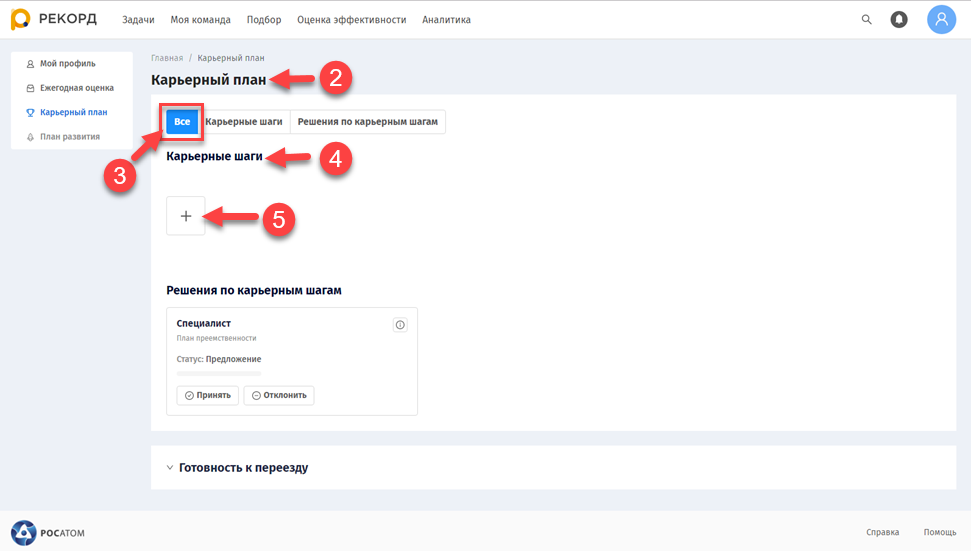 РЕКОРД
Задачи Моя команда Подбор Оценка эффективности Аналитика
Мой профиль
Ежегодная оценка
Карьерный план
План развития
Главная / Карьерный план
Карьерный план
2
Все Карьерные шаги Решения по карьерным шагам
3
Карьерные шаги
4
+
5
Решения по карьерным шагам
Специалист
План преемственности
Статус: Предложение
Принять Отклонить
Готовность к переезду
РОСАТОМ
Справка Помощь